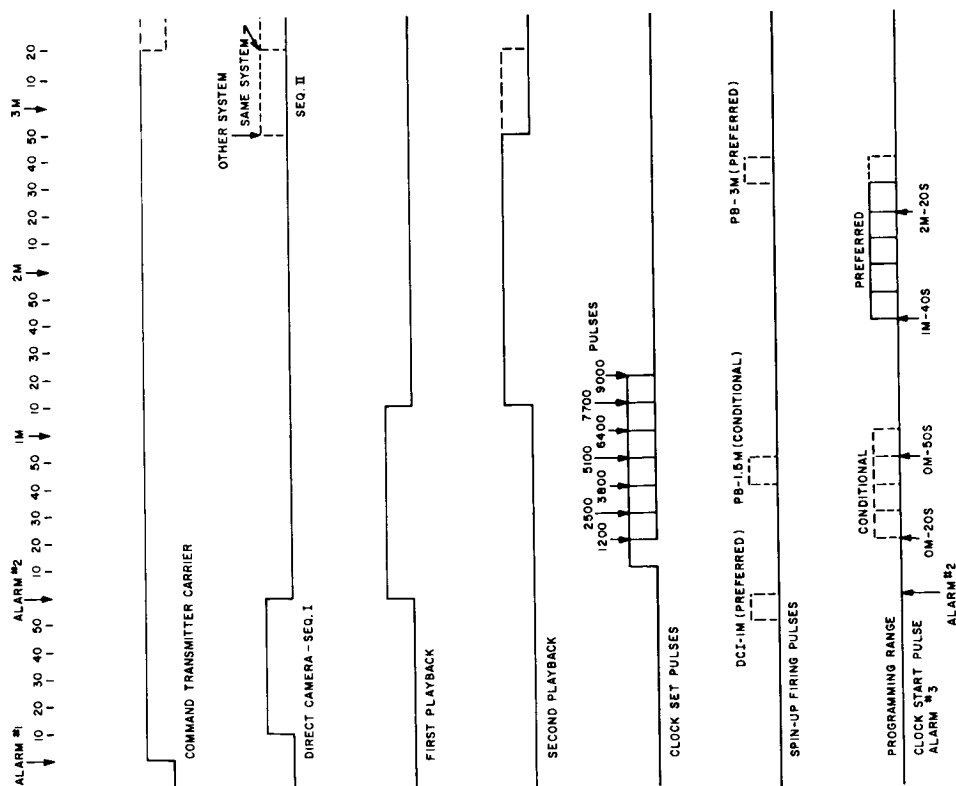 ALARM #1
10
20
30
40
50
ALARM #2
10
20
30
40
50
1M
10
20
30
40
50
2M
10
20
30
40
50
3M
10
20
COMMAND TRANSMITTER CARRIER
OTHER SYSTEM
SAME SYSTEM
DIRECT CAMERA-SEQ. I
SEQ. II
FIRST PLAYBACK
SECOND PLAYBACK
PULSES
1200
2500
3800
5100
6400
7700
9000
CLOCK SET PULSES
DCI-1M (PREFERRED)
PB-1.5M (CONDITIONAL)
PB-3M (PREFERRED)
SPIN-UP FIRING PULSES
CONDITIONAL
PREFERRED
PROGRAMMING RANGE
CLOCK START PULSE
ALARM #3
ALARM #2
0M-20S
0M-50S
1M-40S
2M-20S